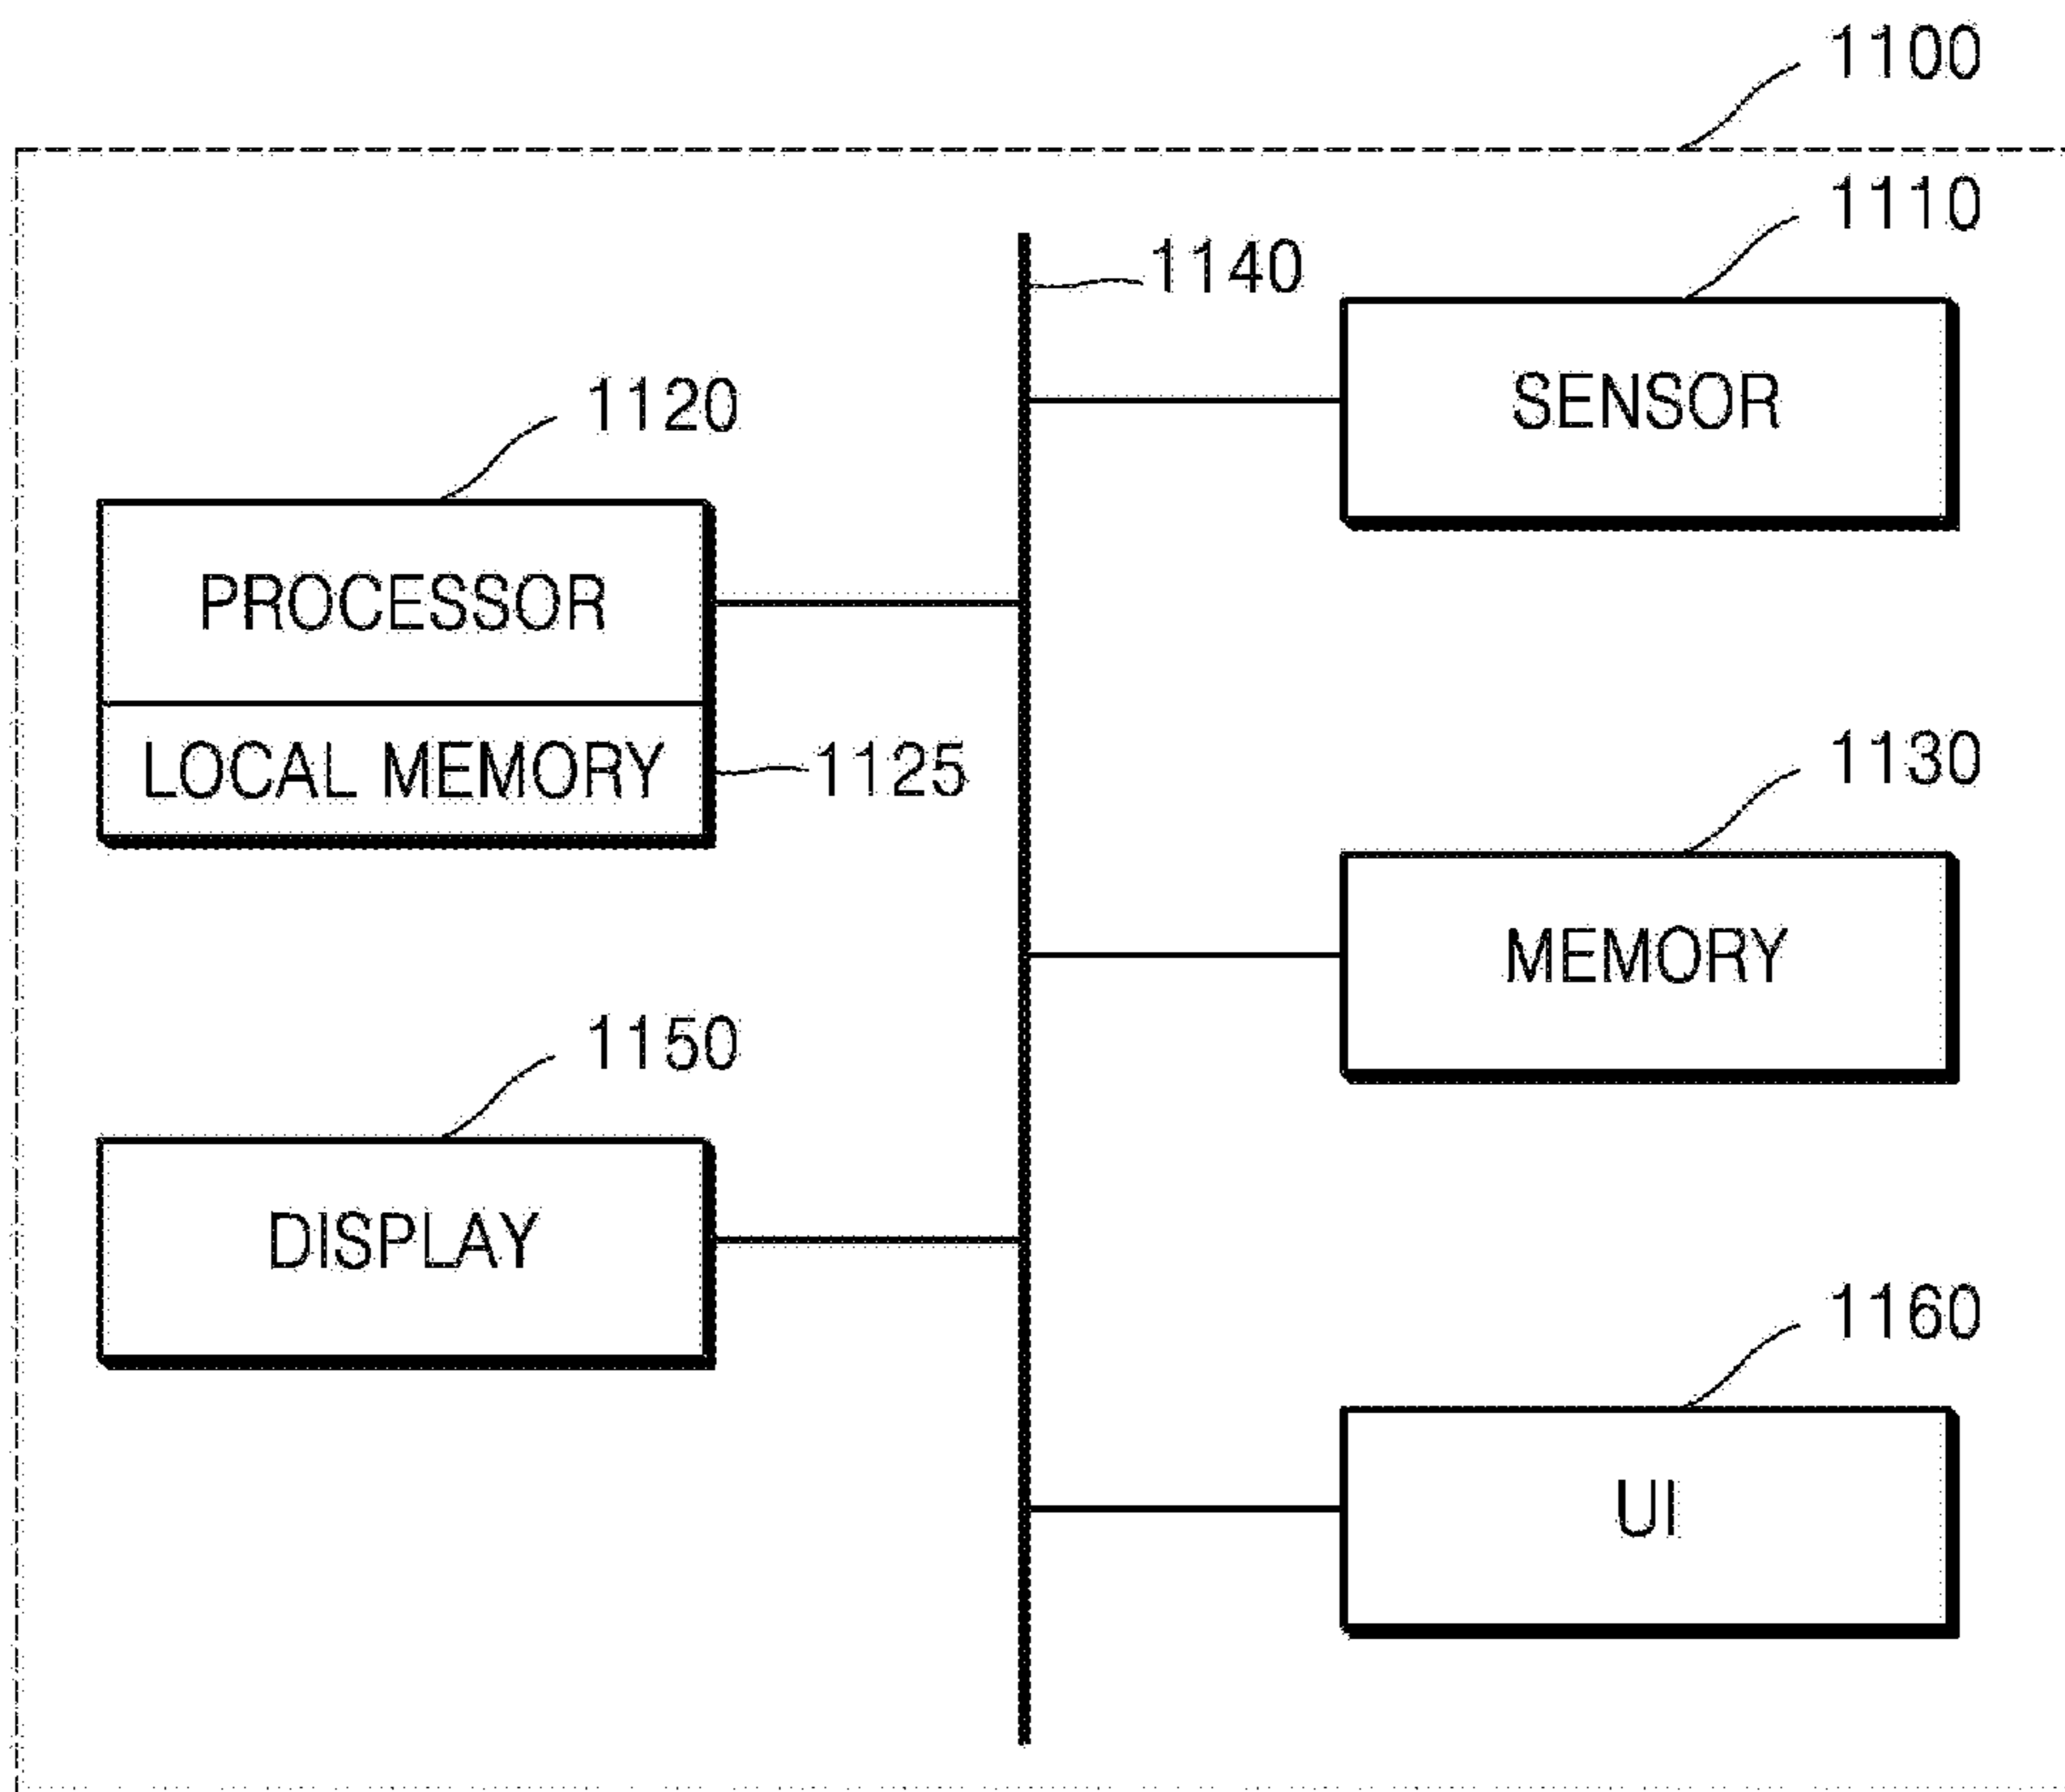 1100
1110
1140
SENSOR
1120
PROCESSOR
LOCAL MEMORY
1125
1130
MEMORY
1150
DISPLAY
1160
UI